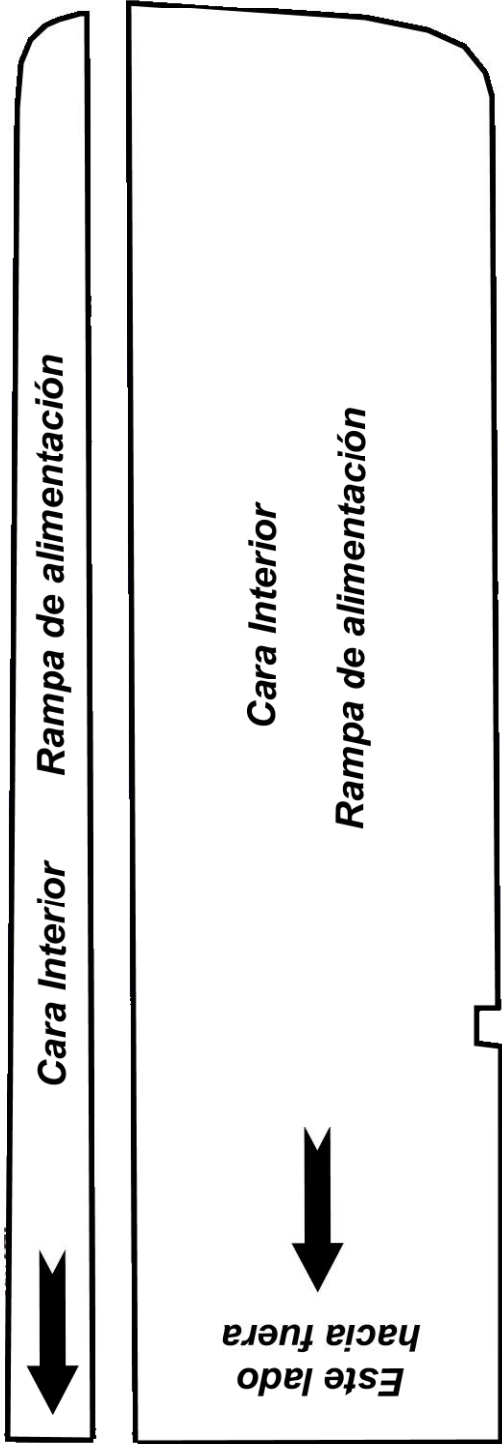 Cara Interior Rampa de alimentación
Cara Interior
Rampa de alimentación
Este lado
hacia fuera